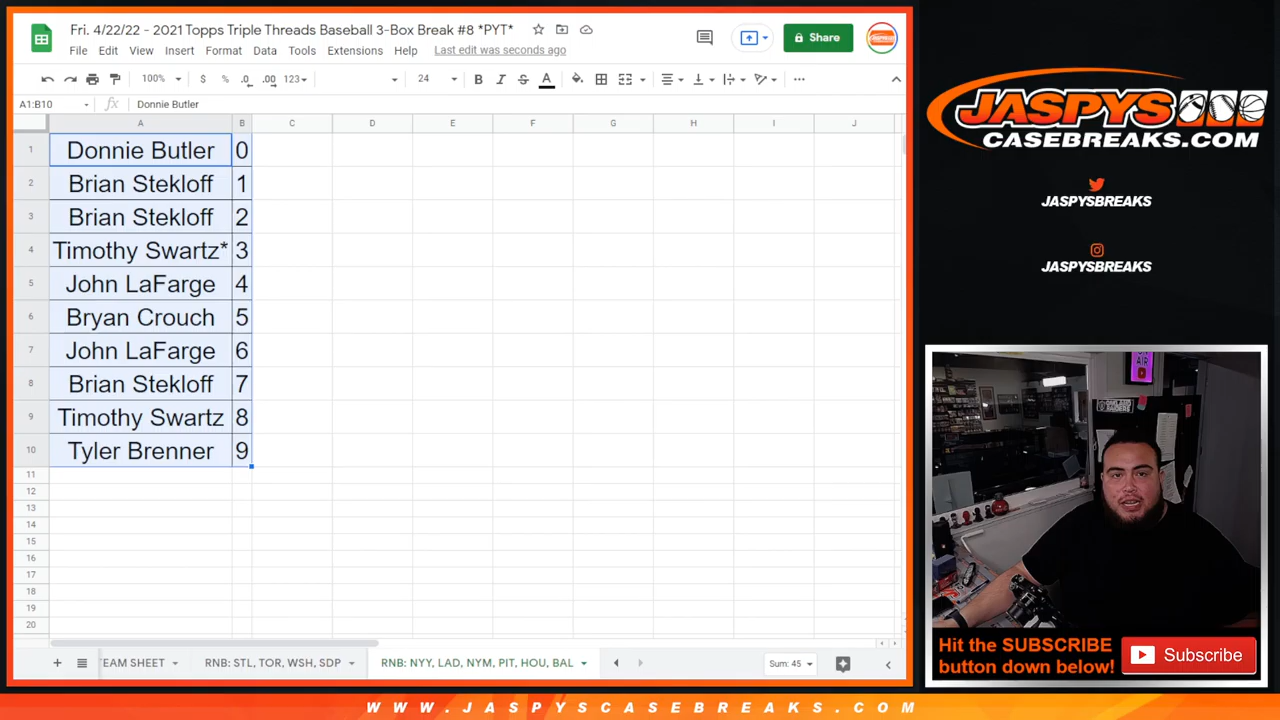 Fri. 4/22/22 - 2021 Topps Triple Threads Baseball 3-Box Break #8 *PYT*
File Edit View Insert Format Data Tools Extensions Help Last edit was seconds ago
Share
100% $ % .0 .00 123 24 B I S A
A1:B10 fx Donnie Butler
A B C D E F G H I J
1 Donnie Butler 0
2 Brian Stekloff 1
3 Brian Stekloff 2
4 Timothy Swartz* 3
5 John LaFarge 4
6 Bryan Crouch 5
7 John LaFarge 6
8 Brian Stekloff 7
9 Timothy Swartz 8
10 Tyler Brenner 9
11
12
13
14
15
16
17
18
19
20
EAM SHEET RNB: STL, TOR, WSH, SDP RNB: NYY, LAD, NYM, PIT, HOU, BAL Sum: 45
JASPYS
CASEBREAKS.COM
JASPYSBREAKS
JASPYSBREAKS
AIR
Hit the SUBSCRIBE
button down below!
Subscribe
WWW.JASPYSCASEBREAKS.COM